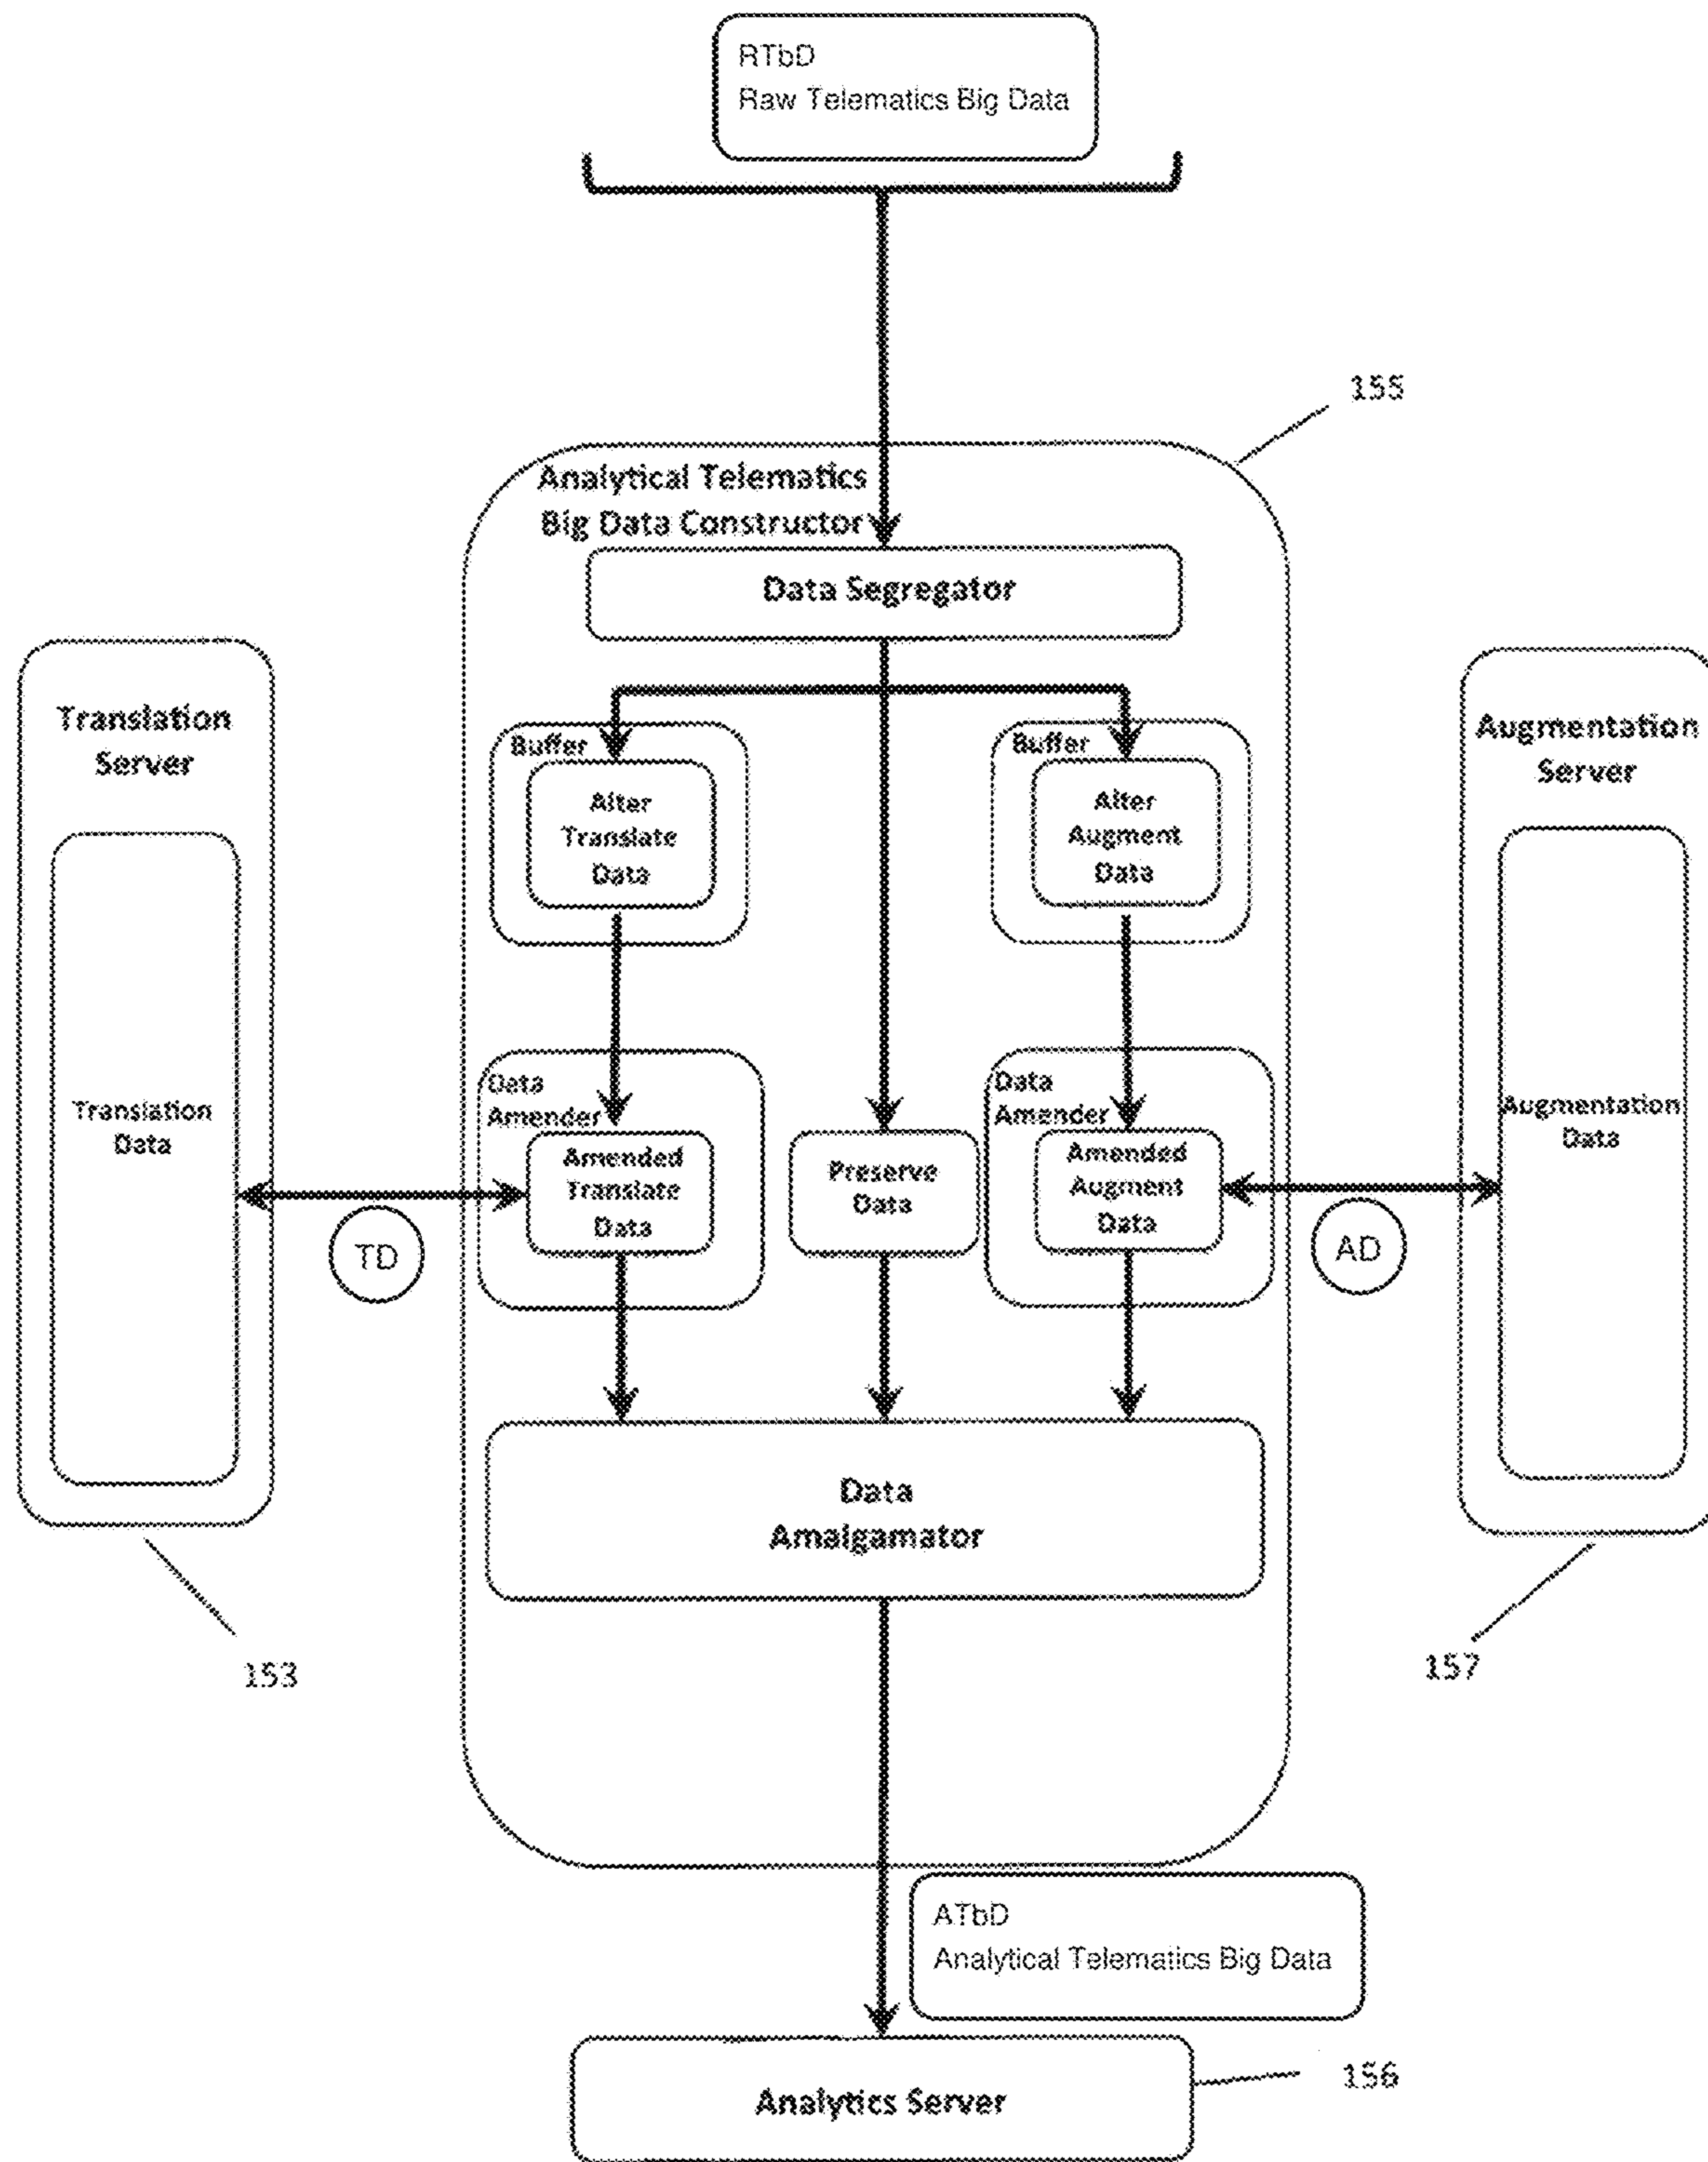 RTbD
Raw Telematics Big Data
155
Analytical Telematics
Big Data Constructor
Data Segregator
Translation
Server
Augmentation
Server
Buffer
Buffer
Alter
Translate
Data
Alter
Augment
Data
Translation
Data
Data
Amender
Data
Amender
Augmentation
Data
Amended
Translate
Data
Preserve
Data
Amended
Augment
Data
TD
AD
Data
Amalgamator
153
157
ATbD
Analytical Telematics Big Data
Analytics Server
156